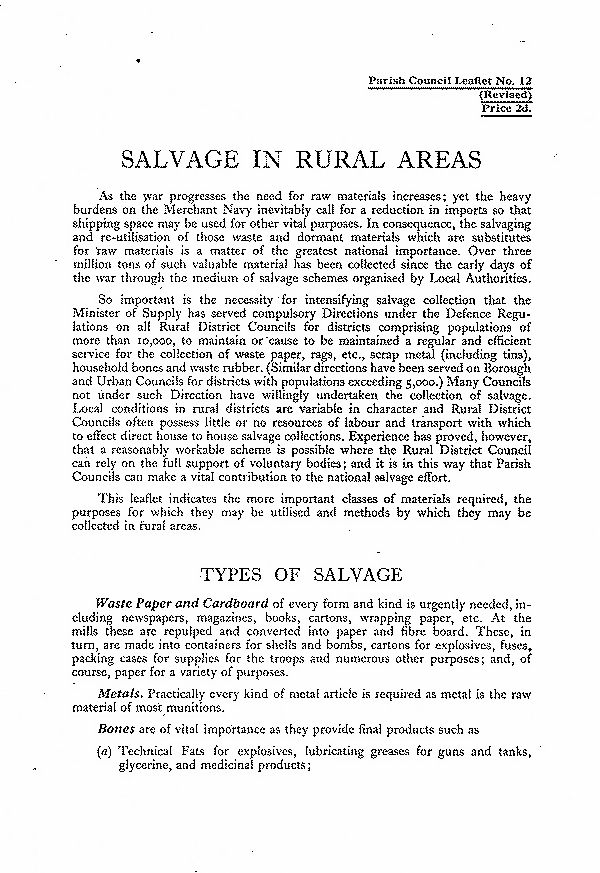 Parish Council Leaflet No. 12
(Revised)
Price 2d.
SALVAGE IN RURAL AREAS
As the war progresses the need for raw materials increases; yet the heavy
burdens on the Merchant Navy inevitably call for a reduction in imports so that
shipping space may be used for other vital purposes. In consequence, the salvaging
and re-utilisation of those waste and dormant materials which are substitutes
for raw materials is a matter of the greatest national importance. Over three
million tons of such valuable material has been collected since the early days of
the war through the medium of salvage schemes organised by Local Authorities.
So important is the necessity for intensifying salvage collection that the
Minister of Supply has served compulsory Directions under the Defence Regu-
lations on all Rural District Councils for districts comprising populations of
more than 10,000, to maintain or cause to be maintained a regular and efficient
service for the collection of waste paper, rags, etc., scrap metal (including tins),
household bones and waste rubber. (Similar directions have been served on Borough
and Urban Councils for districts with populations exceeding 5,000.) Many Councils
not under such Direction have willingly undertaken the collection of salvage.
Local conditions in rural districts are variable in character and Rural District
Councils often possess little or no resources of labour and transport with which
to effect direct house to house salvage collections. Experience has proved, however,
that a reasonably workable scheme is possible where the Rural District Council
can rely on the full support of voluntary bodies; and it is in this way that Parish
Councils can make a vital contribution to the national salvage effort.
This leaflet indicates the more important classes of materials required, the
purposes for which they may be utilised and methods by which they may be
collected in rural areas.
TYPES OF SALVAGE
Waste Paper and Cardboard of every form and kind is urgently needed, in-
cluding newspapers, magazines, books, cartons, wrapping paper, etc. At the
mills these are repulped and converted into paper and fibre board. These, in
turn, are made into containers for shells and bombs, cartons for explosives, fuses,
packing cases for supplies for the troops and numerous other purposes; and, of
course, paper for a variety of purposes.
Metals. Practically every kind of metal article is required as metal is the raw
material of most munitions.
Bones are of vital importance as they provide final products such as
(a) Technical Fats for explosives, lubricating greases for guns and tanks,
glycerine, and medicinal products;